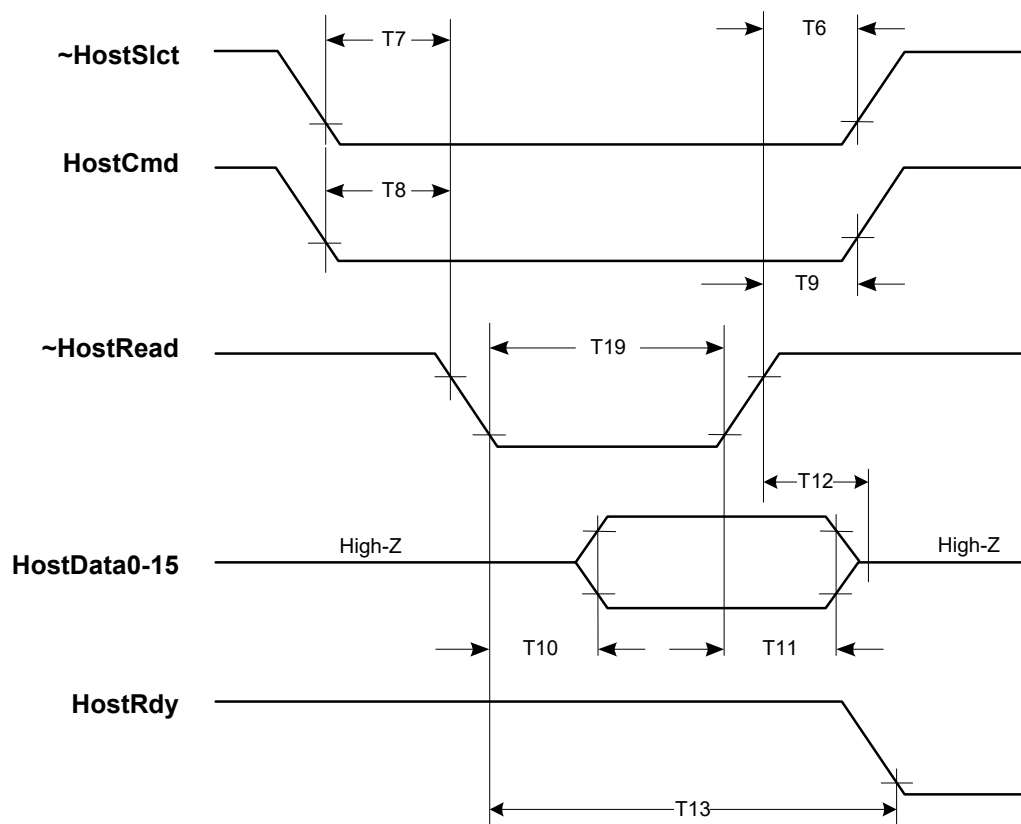 ~HostSlct
T7
T6
HostCmd
T8
T9
~HostRead
T19
T12
HostData0-15
High-Z
High-Z
T10
T11
HostRdy
T13